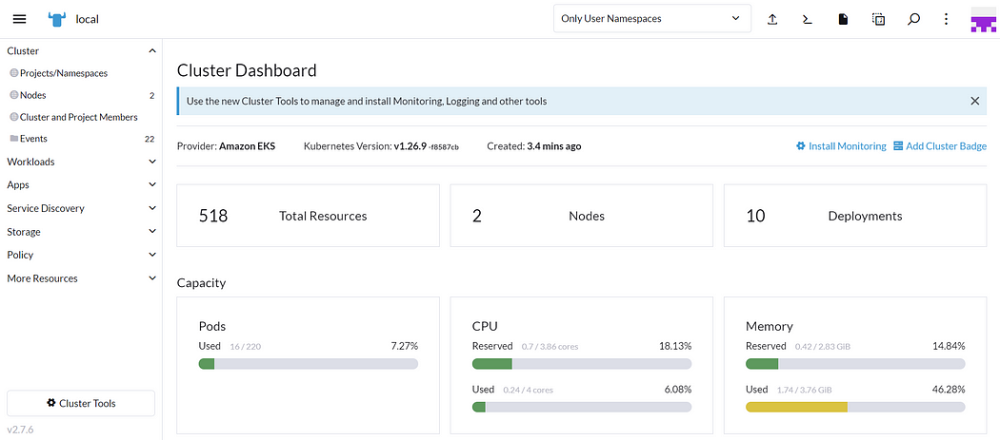 local
Only User Namespaces
Cluster
Projects/Namespaces
Nodes 2
Cluster and Project Members
Events 22
Workloads
Apps
Service Discovery
Storage
Policy
More Resources
Cluster Tools
v2.7.6
Cluster Dashboard
Use the new Cluster Tools to manage and install Monitoring, Logging and other tools
Provider: Amazon EKS Kubernetes Version: v1.26.9 -f8587cb Created: 3.4 mins ago Install Monitoring Add Cluster Badge
518 Total Resources
2 Nodes
10 Deployments
Capacity
Pods
Used 16 / 220 7.27%
CPU
Reserved 0.7 / 3.86 cores 18.13%
Used 0.24 / 4 cores 6.08%
Memory
Reserved 0.42 / 2.83 GiB 14.84%
Used 1.74 / 3.76 GiB 46.28%